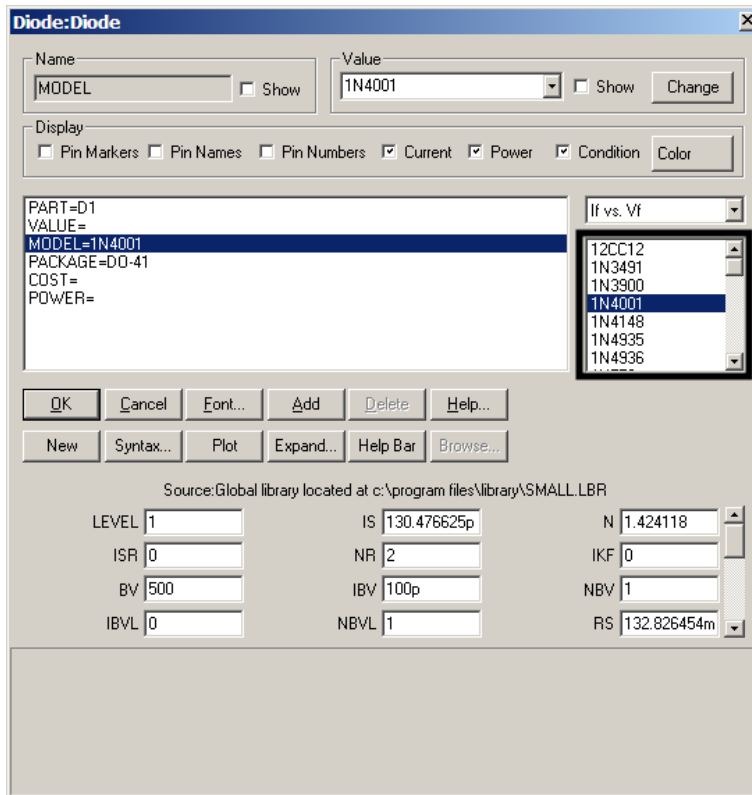 Diode:Diode
Name
MODEL
Show
Value
1N4001
Show
Change
Display
Pin Markers Pin Names Pin Numbers Current Power Condition Color
PART=D1
VALUE=
MODEL=1N4001
PACKAGE=DO-41
COST=
POWER=
If vs. Vf
12CC12
1N3491
1N3900
1N4001
1N4148
1N4935
1N4936
OK Cancel Font... Add Delete Help...
New Syntax... Plot Expand... Help Bar Browse...
Source:Global library located at c:\program files\library\SMALL.LBR
LEVEL 1 IS 130.476625p N 1.424118
ISR 0 NR 2 IKF 0
BV 500 IBV 100p NBV 1
IBVL 0 NBVL 1 RS 132.826454m